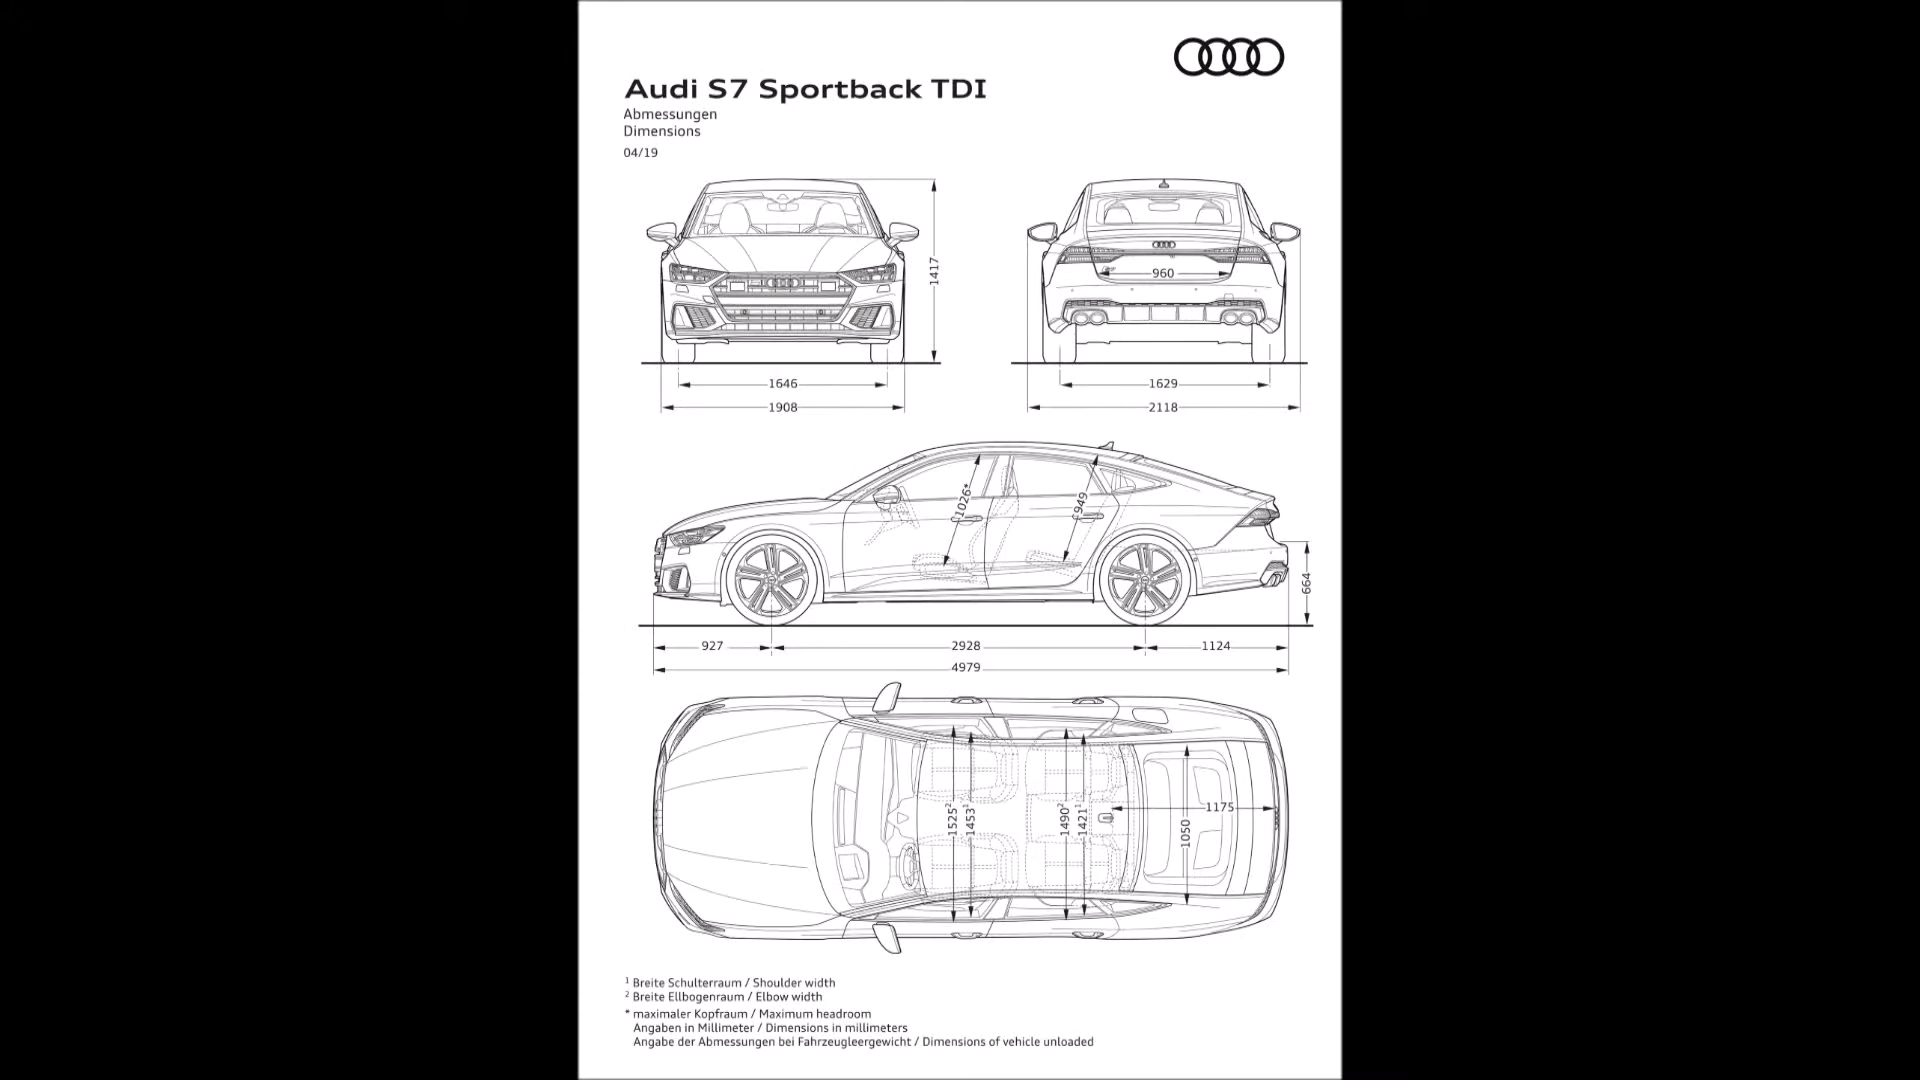 Audi S7 Sportback TDI
Abmessungen
Dimensions
04/19
1417
960
1646
1908
1629
2118
1026*
949
664
927
2928
1124
4979
1525²
1453¹
1490²
1421¹
1050
1175
¹ Breite Schulterraum / Shoulder width
² Breite Ellbogenraum / Elbow width
* maximaler Kopfraum / Maximum headroom
Angaben in Millimeter / Dimensions in millimeters
Angabe der Abmessungen bei Fahrzeugleergewicht / Dimensions of vehicle unloaded